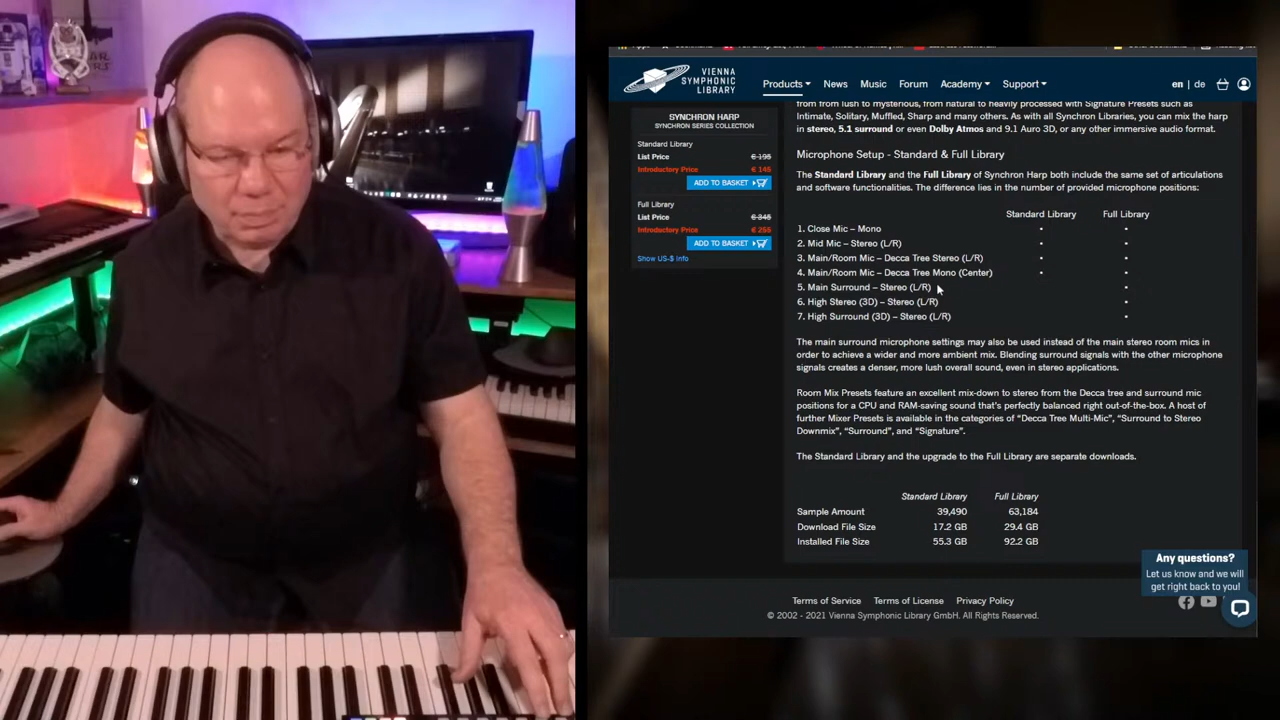 VIENNA
SYMPHONIC
LIBRARY
Products News Music Forum Academy Support
en | de
SYNCHRON HARP
SYNCHRON SERIES COLLECTION
Standard Library
List Price € 195
Introductory Price € 145
ADD TO BASKET
Full Library
List Price € 345
Introductory Price € 255
ADD TO BASKET
Show US-$ Info
from from lush to mysterious, from natural to heavily processed with Signature Presets such as
Intimate, Solitary, Muffled, Sharp and many others. As with all Synchron Libraries, you can mix the harp
in stereo, 5.1 surround or even Dolby Atmos and 9.1 Auro 3D, or any other immersive audio format.
Microphone Setup - Standard & Full Library
The Standard Library and the Full Library of Synchron Harp both include the same set of articulations
and software functionalities. The difference lies in the number of provided microphone positions:
Standard Library Full Library
1. Close Mic – Mono • •
2. Mid Mic – Stereo (L/R) • •
3. Main/Room Mic – Decca Tree Stereo (L/R) • •
4. Main/Room Mic – Decca Tree Mono (Center) • •
5. Main Surround – Stereo (L/R) •
6. High Stereo (3D) – Stereo (L/R) •
7. High Surround (3D) – Stereo (L/R) •
The main surround microphone settings may also be used instead of the main stereo room mics in
order to achieve a wider and more ambient mix. Blending surround signals with the other microphone
signals creates a denser, more lush overall sound, even in stereo applications.
Room Mix Presets feature an excellent mix-down to stereo from the Decca tree and surround mic
positions for a CPU and RAM-saving sound that's perfectly balanced right out-of-the-box. A host of
further Mixer Presets is available in the categories of "Decca Tree Multi-Mic", "Surround to Stereo
Downmix", "Surround", and "Signature".
The Standard Library and the upgrade to the Full Library are separate downloads.
Standard Library Full Library
Sample Amount 39,490 63,184
Download File Size 17.2 GB 29.4 GB
Installed File Size 55.3 GB 92.2 GB
Any questions?
Let us know and we will
get right back to you!
Terms of Service Terms of License Privacy Policy
© 2002 - 2021 Vienna Symphonic Library GmbH. All Rights Reserved.